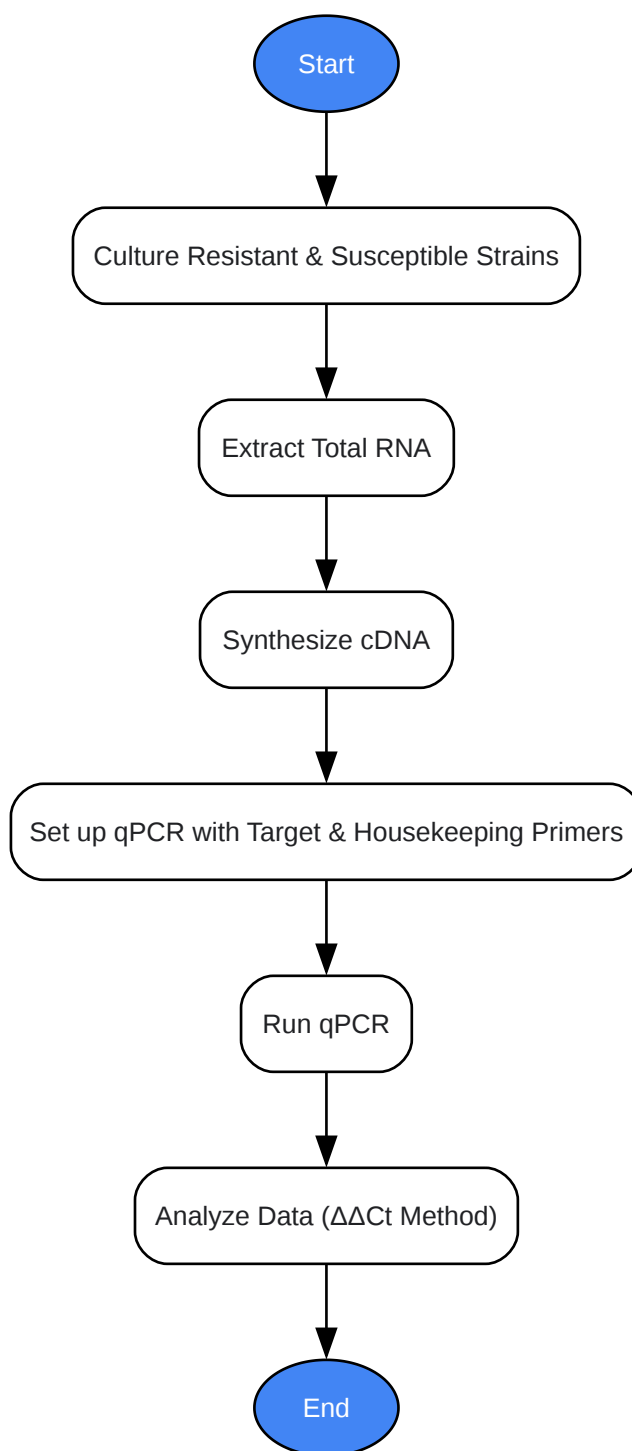 Start
Culture Resistant & Susceptible Strains
Extract Total RNA
Synthesize cDNA
Set up qPCR with Target & Housekeeping Primers
Run qPCR
Analyze Data (ΔΔCt Method)
End